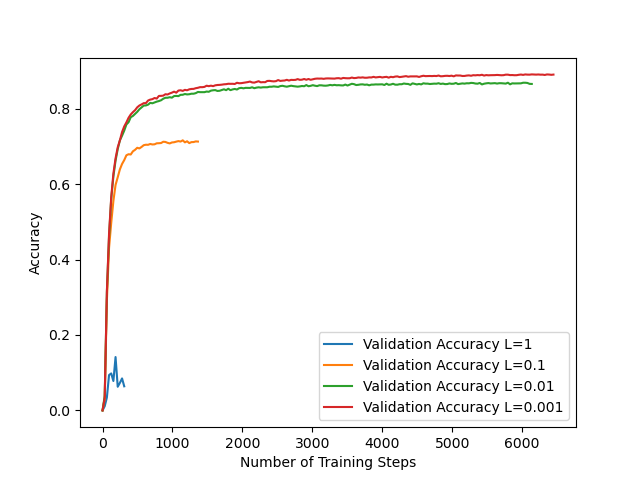 0.8
0.6
0.4
0.2
0.0
Accuracy
Validation Accuracy L=1
Validation Accuracy L=0.1
Validation Accuracy L=0.01
Validation Accuracy L=0.001
0 1000 2000 3000 4000 5000 6000
Number of Training Steps